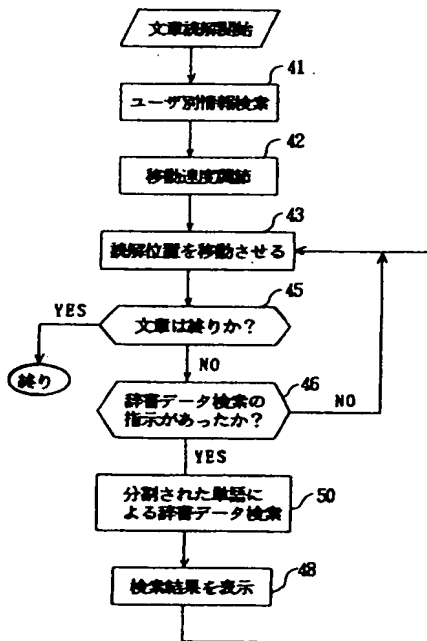 文章読解開始
41
ユーザ別情報検索
42
移動速度調節
43
読解位置を移動させる
45
YES
文章は終りか？
終り
NO
46
辞書データ検索の
指示があったか？
NO
YES
分割された単語に
よる辞書データ検索
50
検索結果を表示
48